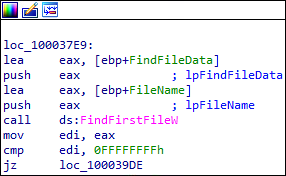 loc_100037E9:
lea     eax, [ebp+FindFileData]
push    eax             ; lpFindFileData
lea     eax, [ebp+FileName]
push    eax             ; lpFileName
call    ds:FindFirstFileW
mov     edi, eax
cmp     edi, 0FFFFFFFFh
jz      loc_100039DE